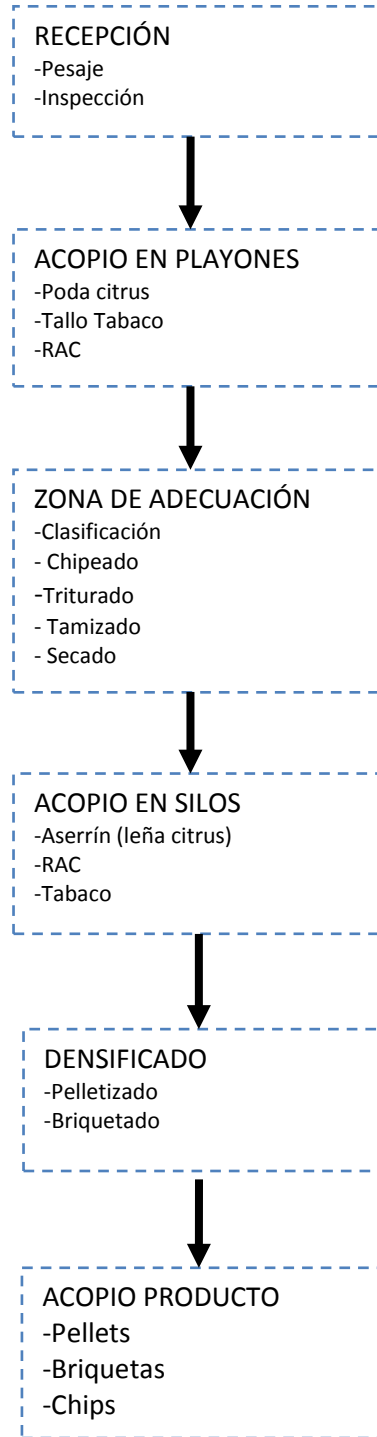 RECEPCIÓN
-Pesaje
-Inspección
ACOPIO EN PLAYONES
-Poda citrus
-Tallo Tabaco
-RAC
ZONA DE ADECUACIÓN
-Clasificación
- Chipeado
-Triturado
- Tamizado
- Secado
ACOPIO EN SILOS
-Aserrín (leña citrus)
-RAC
-Tabaco
DENSIFICADO
-Pelletizado
-Briquetado
ACOPIO PRODUCTO
-Pellets
-Briquetas
-Chips